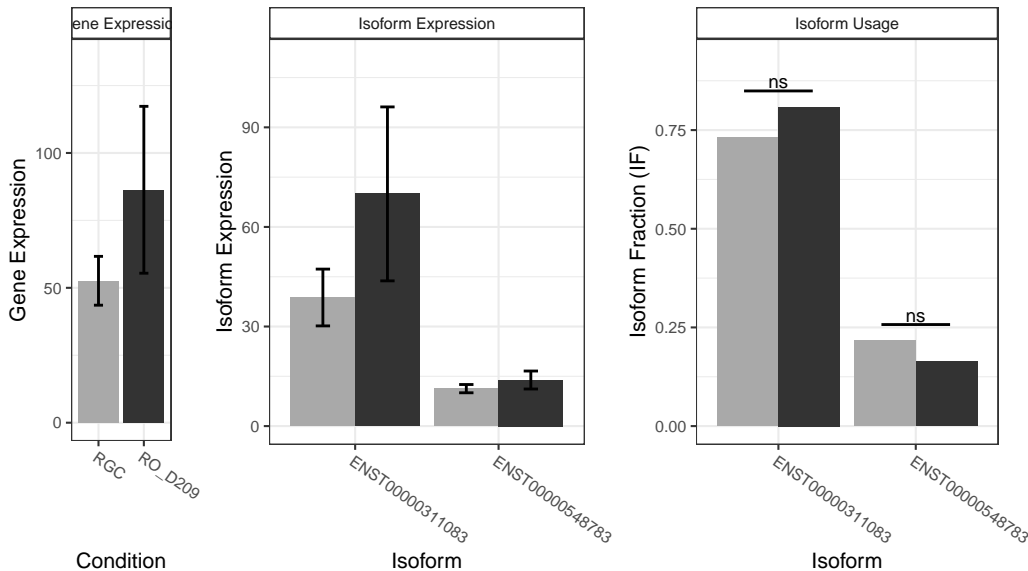 ene Expressio
Gene Expression
100
50
0
RGC
RO_D209
Condition
Isoform Expression
Isoform Expression
90
60
30
0
ENST00000311083
ENST00000548783
Isoform
Isoform Usage
Isoform Fraction (IF)
0.75
0.50
0.25
0.00
ns
ns
ENST00000311083
ENST00000548783
Isoform